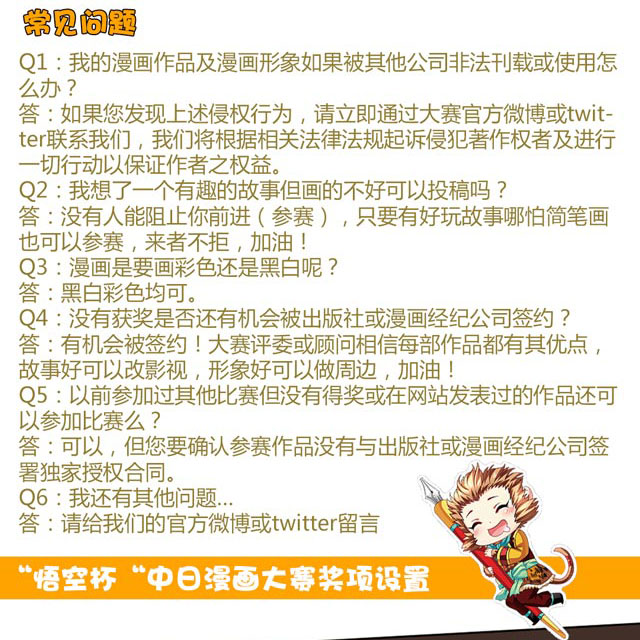 常见问题
Q1：我的漫画作品及漫画形象如果被其他公司非法刊载或使用怎
么办？
答：如果您发现上述侵权行为，请立即通过大赛官方微博或twit-
ter联系我们，我们将根据相关法律法规起诉侵犯著作权者及进行
一切行动以保证作者之权益。
Q2：我想了一个有趣的故事但画的不好可以投稿吗？
答：没有人能阻止你前进（参赛），只要有好玩故事哪怕简笔画
也可以参赛，来者不拒，加油！
Q3：漫画是要画彩色还是黑白呢？
答：黑白彩色均可。
Q4：没有获奖是否还有机会被出版社或漫画经纪公司签约？
答：有机会被签约！大赛评委或顾问相信每部作品都有其优点，
故事好可以改影视，形象好可以做周边，加油！
Q5：以前参加过其他比赛但没有得奖或在网站发表过的作品还可
以参加比赛么？
答：可以，但您要确认参赛作品没有与出版社或漫画经纪公司签
署独家授权合同。
Q6：我还有其他问题...
答：请给我们的官方微博或twitter留言
“悟空杯“中日漫画大赛奖项设置